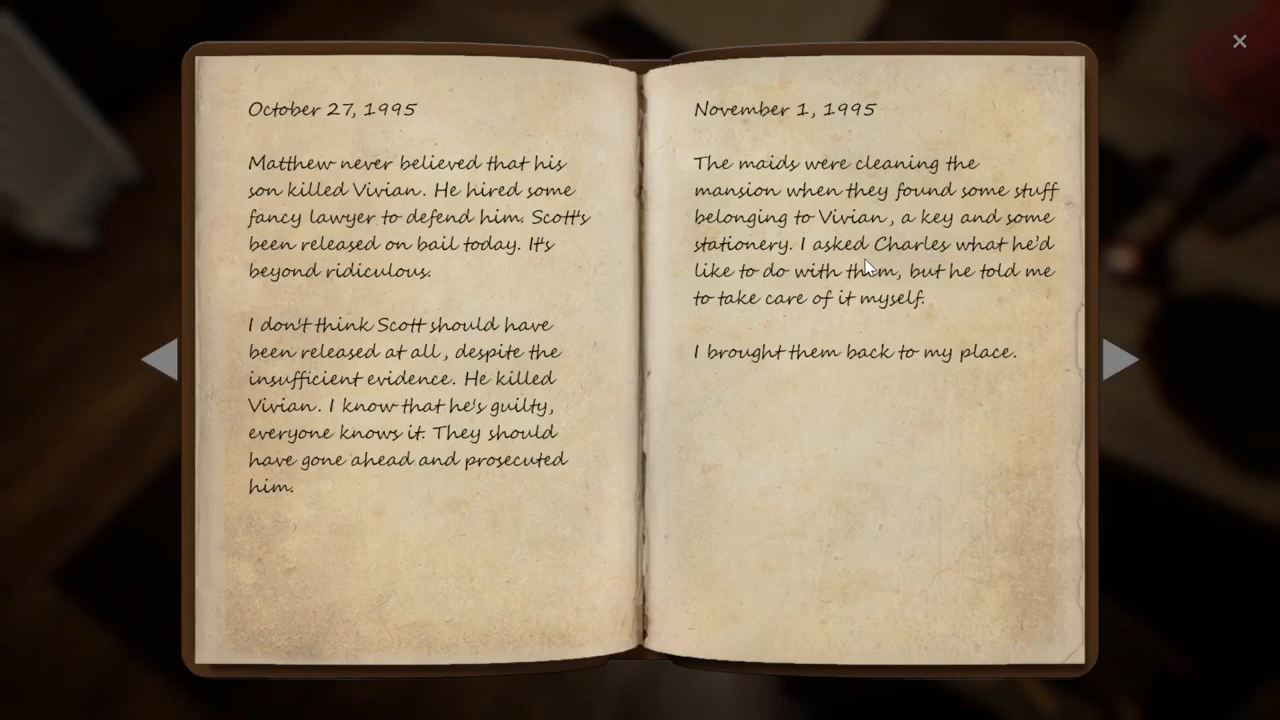 October 27, 1995
Matthew never believed that his
son killed Vivian. He hired some
fancy lawyer to defend him. Scott's
been released on bail today. It's
beyond ridiculous.
I don't think Scott should have
been released at all, despite the
insufficient evidence. He killed
Vivian. I know that he's guilty,
everyone knows it. They should
have gone ahead and prosecuted
him.
November 1, 1995
The maids were cleaning the
mansion when they found some stuff
belonging to Vivian, a key and some
stationery. I asked Charles what he'd
like to do with them, but he told me
to take care of it myself.
I brought them back to my place.